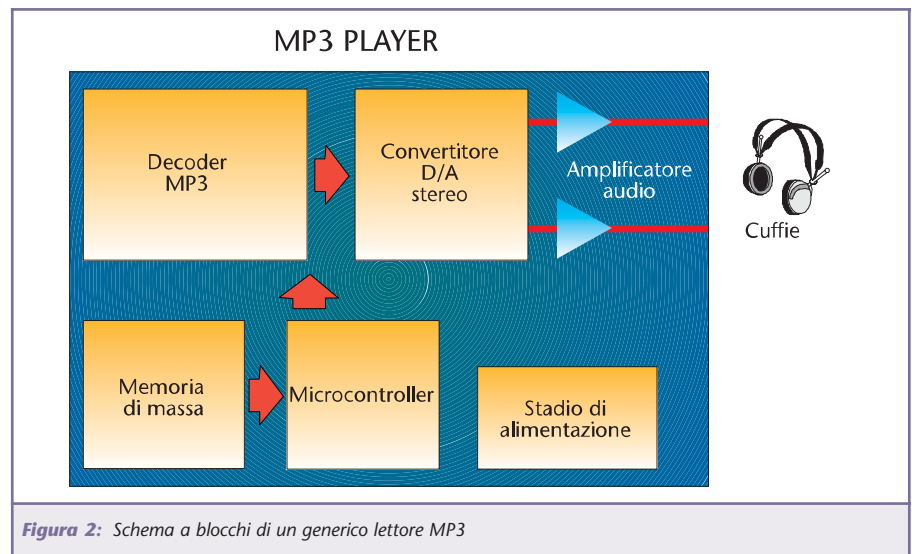 MP3 PLAYER
Decoder
MP3
Convertitore
D/A
stereo
Amplificatore
audio
Cuffie
Memoria
di massa
Microcontroller
Stadio di
alimentazione
Figura 2: Schema a blocchi di un generico lettore MP3